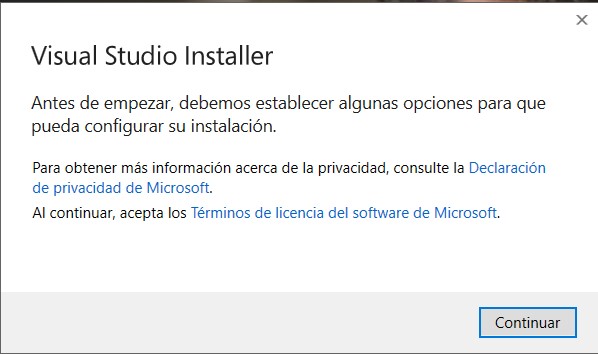 Visual Studio Installer
Antes de empezar, debemos establecer algunas opciones para que
pueda configurar su instalación.
Para obtener más información acerca de la privacidad, consulte la Declaración
de privacidad de Microsoft.
Al continuar, acepta los Términos de licencia del software de Microsoft.
Continuar